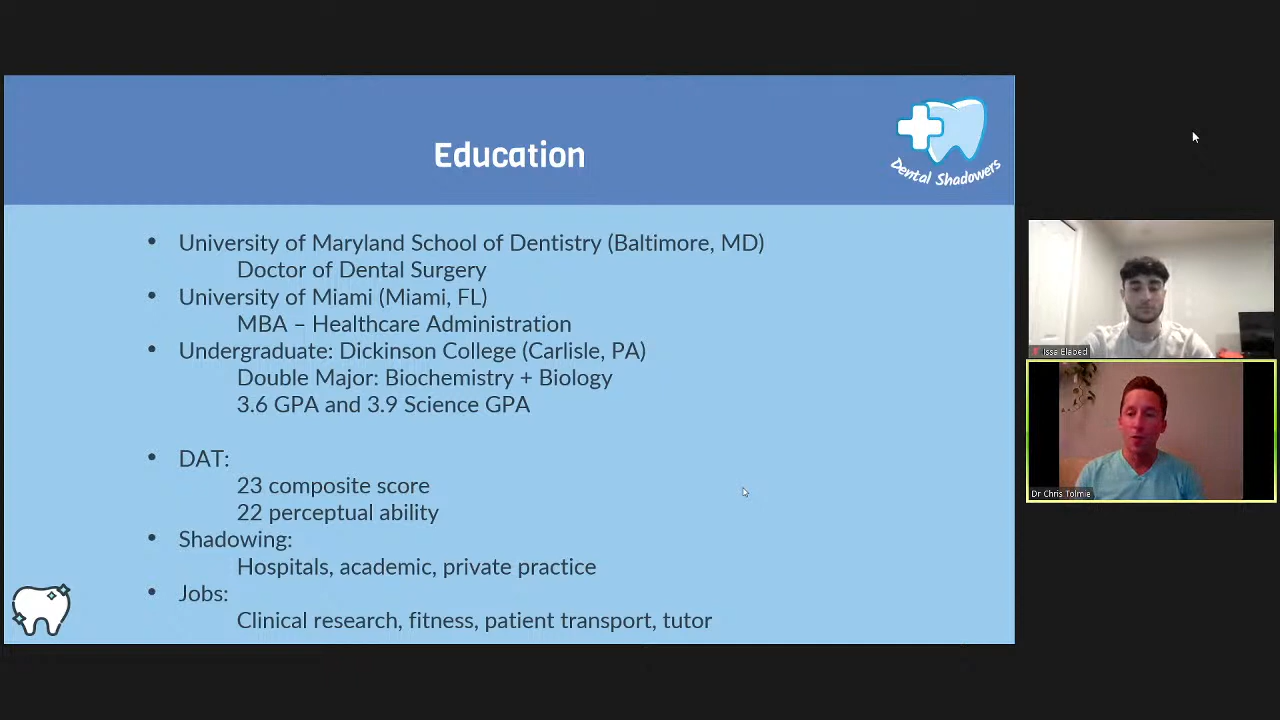 Education
Dental Shadowers
• University of Maryland School of Dentistry (Baltimore, MD)
Doctor of Dental Surgery
• University of Miami (Miami, FL)
MBA – Healthcare Administration
• Undergraduate: Dickinson College (Carlisle, PA)
Double Major: Biochemistry + Biology
3.6 GPA and 3.9 Science GPA
• DAT:
23 composite score
22 perceptual ability
• Shadowing:
Hospitals, academic, private practice
• Jobs:
Clinical research, fitness, patient transport, tutor
Issa Elabed
Dr Chris Tolmie